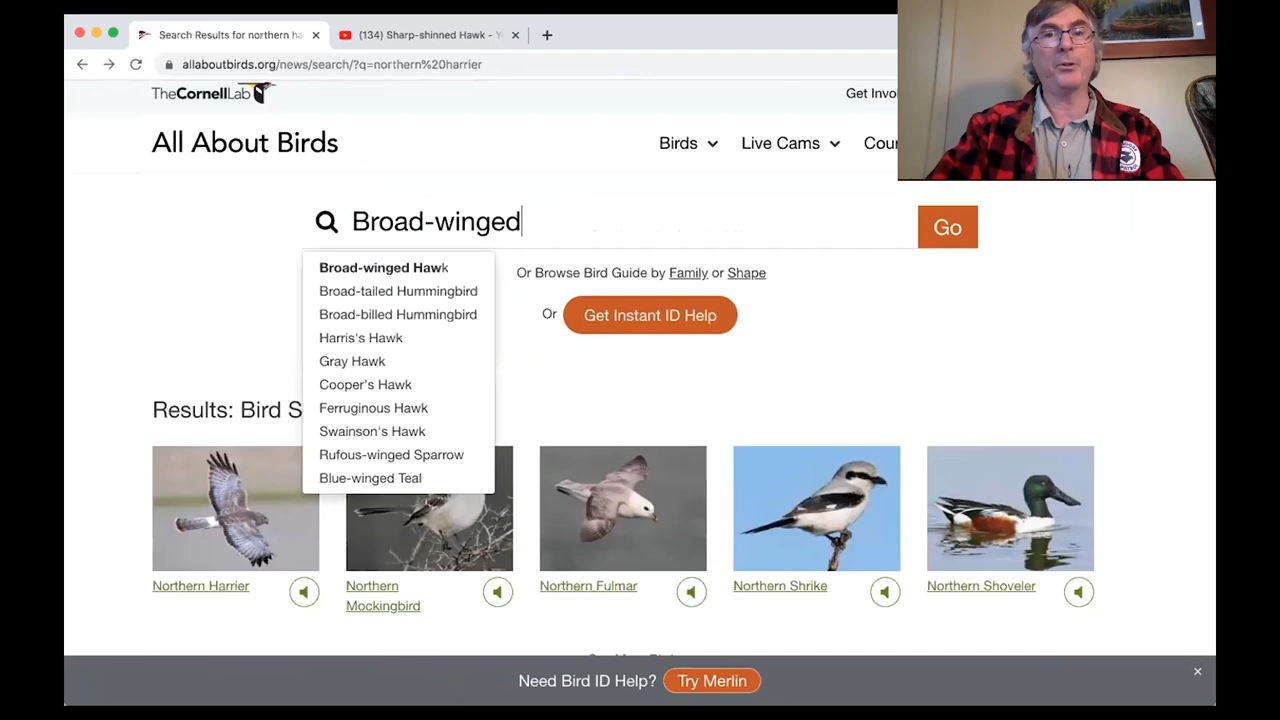 Search Results for northern ha
(134) Sharp-shinned Hawk - Y
allaboutbirds.org/news/search/?q=northern%20harrier
TheCornellLab
Get Invo
All About Birds
Birds
Live Cams
Cour
Broad-winged
Go
Broad-winged Hawk
Broad-tailed Hummingbird
Broad-billed Hummingbird
Harris's Hawk
Gray Hawk
Cooper's Hawk
Ferruginous Hawk
Swainson's Hawk
Rufous-winged Sparrow
Blue-winged Teal
Or Browse Bird Guide by Family or Shape
Or
Get Instant ID Help
Results: Bird S
Northern Harrier
Northern
Mockingbird
Northern Fulmar
Northern Shrike
Northern Shoveler
Need Bird ID Help?
Try Merlin